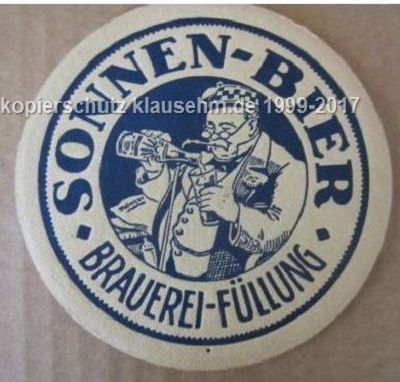 SONNEN-BIER
kopierschutz klausehm.de 1999-2017
BRAUEREI-FÜLLUNG